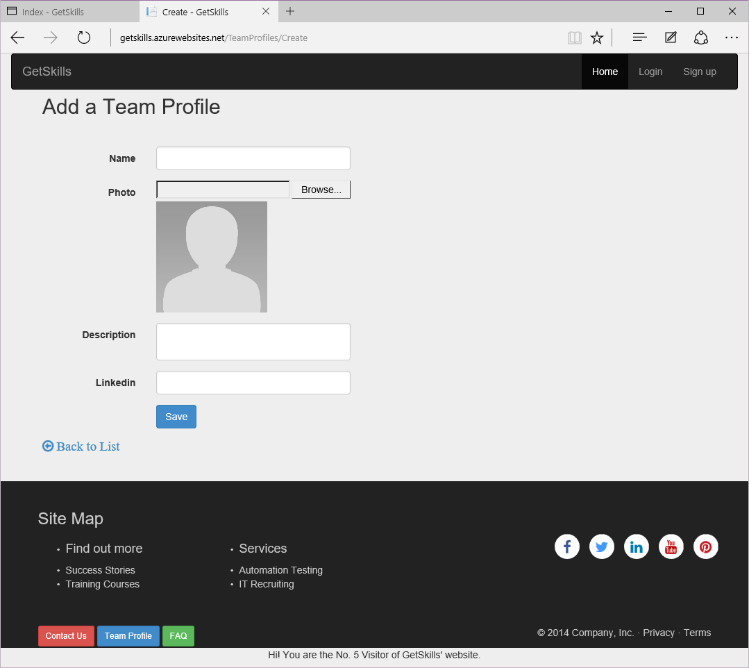 Index - GetSkills
Create - GetSkills
getskills.azurewebsites.net/TeamProfiles/Create
GetSkills
Home Login Sign up
Add a Team Profile
Name
Photo Browse...
Description
Linkedin
Save
Back to List
Site Map
• Find out more
• Success Stories
• Training Courses
• Services
• Automation Testing
• IT Recruiting
You Tube
Contact Us Team Profile FAQ
© 2014 Company, Inc. · Privacy · Terms
Hi! You are the No. 5 Visitor of GetSkills' website.